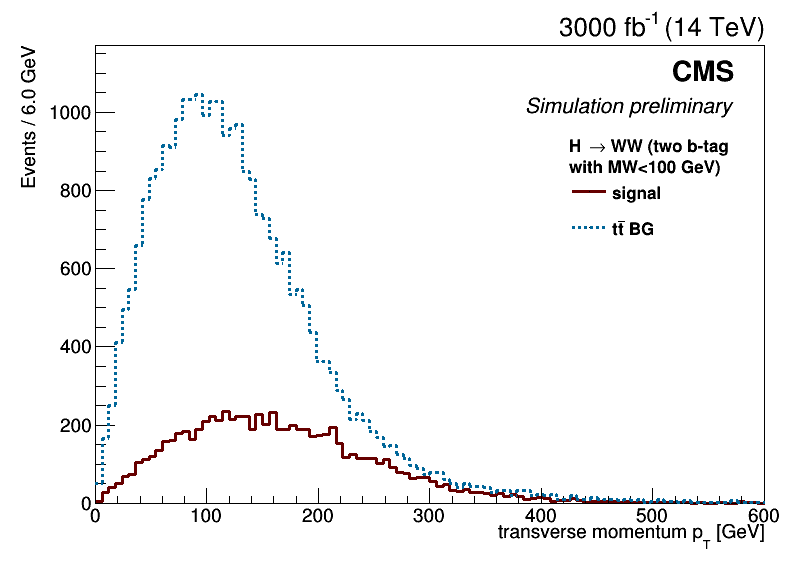 3000 fb-1 (14 TeV)
CMS
Simulation preliminary
H → WW (two b-tag
with MW<100 GeV)
signal
tt̄ BG
Events / 6.0 GeV
1000
800
600
400
200
0
0 100 200 300 400 500 600
transverse momentum pT [GeV]